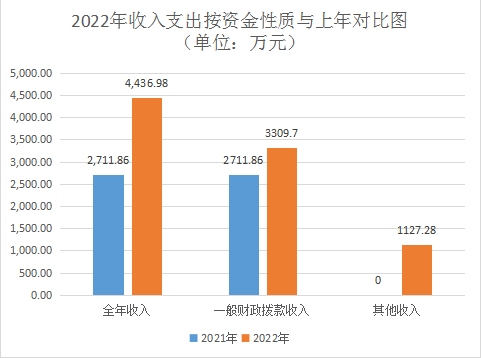 2022年收入支出按资金性质与上年对比图
（单位：万元）
5,000.00
4,500.00
4,000.00
3,500.00
3,000.00
2,500.00
2,000.00
1,500.00
1,000.00
500.00
0.00
2,711.86
4,436.98
2711.86
3309.7
0
1127.28
全年收入
一般财政拨款收入
其他收入
2021年
2022年